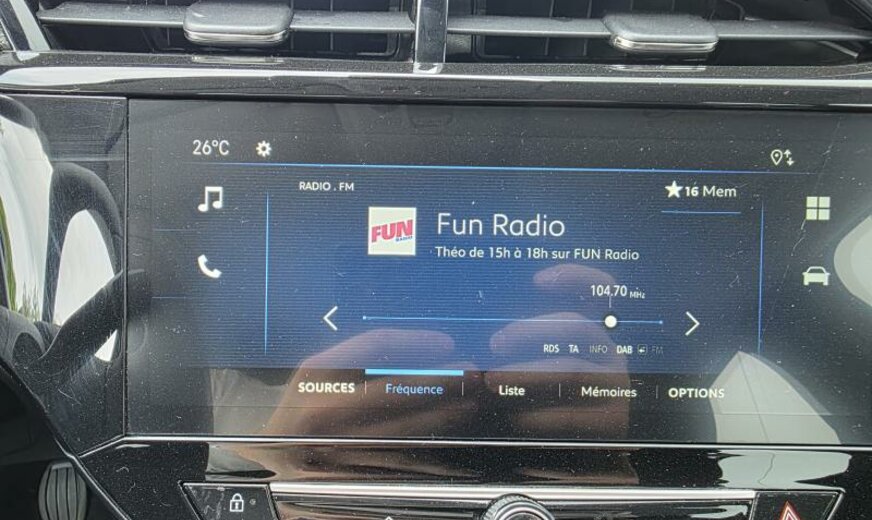 26°C
RADIO . FM
16 Mem
FUN
RADIO
Fun Radio
Théo de 15h à 18h sur FUN Radio
104.70 MHz
RDS TA INFO DAB FM
SOURCES Fréquence Liste Mémoires OPTIONS